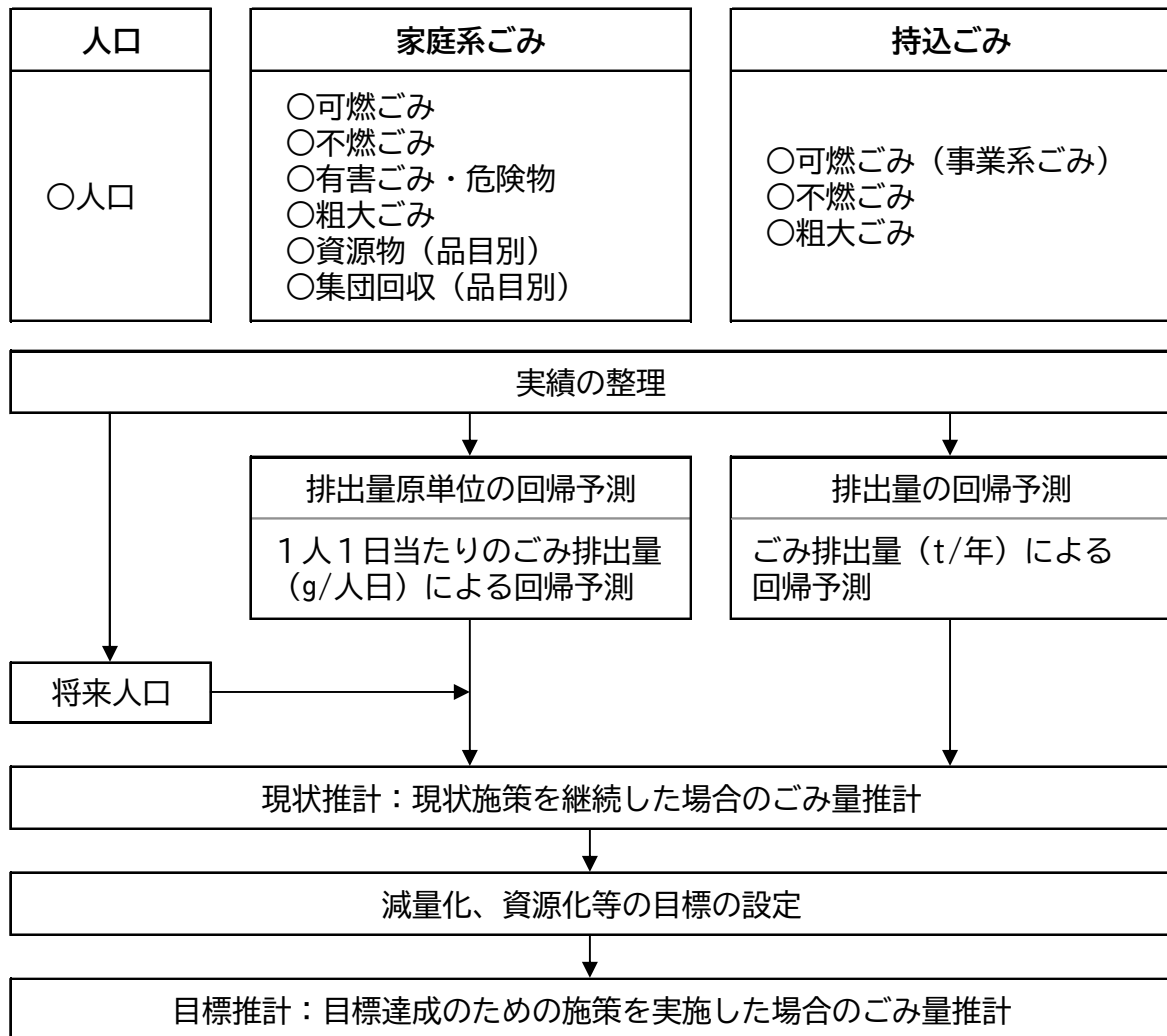 人口
家庭系ごみ
持込ごみ
○人口
○可燃ごみ
○不燃ごみ
○有害ごみ・危険物
○粗大ごみ
○資源物（品目別）
○集団回収（品目別）
○可燃ごみ（事業系ごみ）
○不燃ごみ
○粗大ごみ
実績の整理
排出量原単位の回帰予測
１人１日当たりのごみ排出量
（g/人日）による回帰予測
排出量の回帰予測
ごみ排出量（t/年）による
回帰予測
将来人口
現状推計：現状施策を継続した場合のごみ量推計
減量化、資源化等の目標の設定
目標推計：目標達成のための施策を実施した場合のごみ量推計